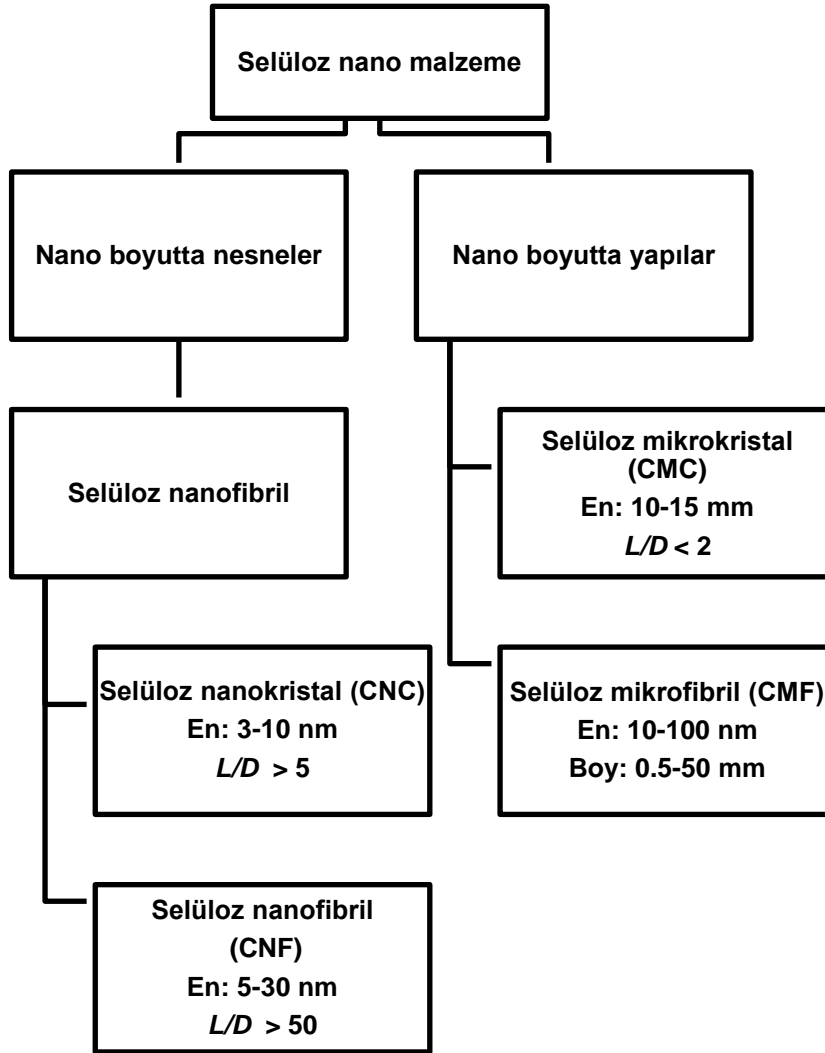 Selüloz nano malzeme
Nano boyutta nesneler
Nano boyutta yapılar
Selüloz nanofibril
Selüloz mikrokristal
(CMC)
En: 10-15 mm
L/D < 2
Selüloz nanokristal (CNC)
En: 3-10 nm
L/D > 5
Selüloz mikrofibril (CMF)
En: 10-100 nm
Boy: 0.5-50 mm
Selüloz nanofibril
(CNF)
En: 5-30 nm
L/D > 50